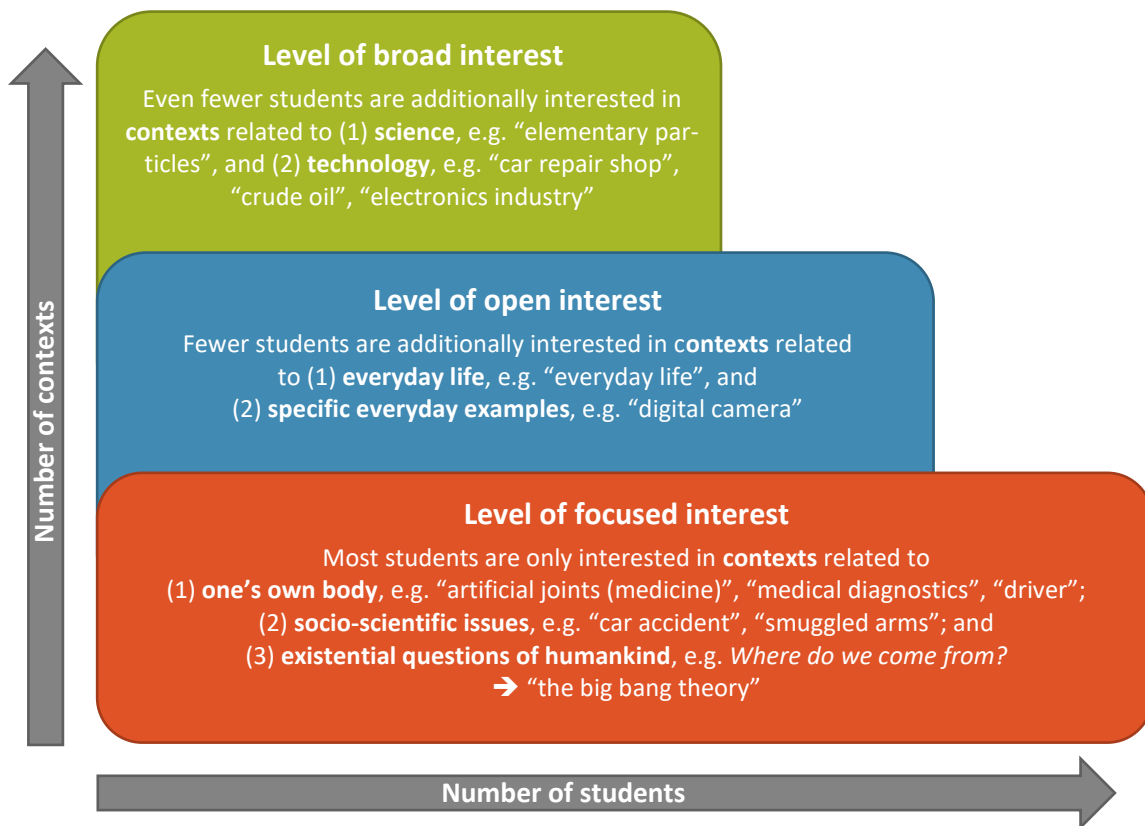 Level of broad interest
Even fewer students are additionally interested in
contexts related to (1) science, e.g. “elementary par-
ticles”, and (2) technology, e.g. “car repair shop”,
“crude oil”, “electronics industry”
Level of open interest
Fewer students are additionally interested in contexts related
to (1) everyday life, e.g. “everyday life”, and
(2) specific everyday examples, e.g. “digital camera”
Level of focused interest
Most students are only interested in contexts related to
(1) one’s own body, e.g. “artificial joints (medicine)”, “medical diagnostics”, “driver”;
(2) socio-scientific issues, e.g. “car accident”, “smuggled arms”; and
(3) existential questions of humankind, e.g. Where do we come from?
➔ “the big bang theory”
Number of contexts
Number of students